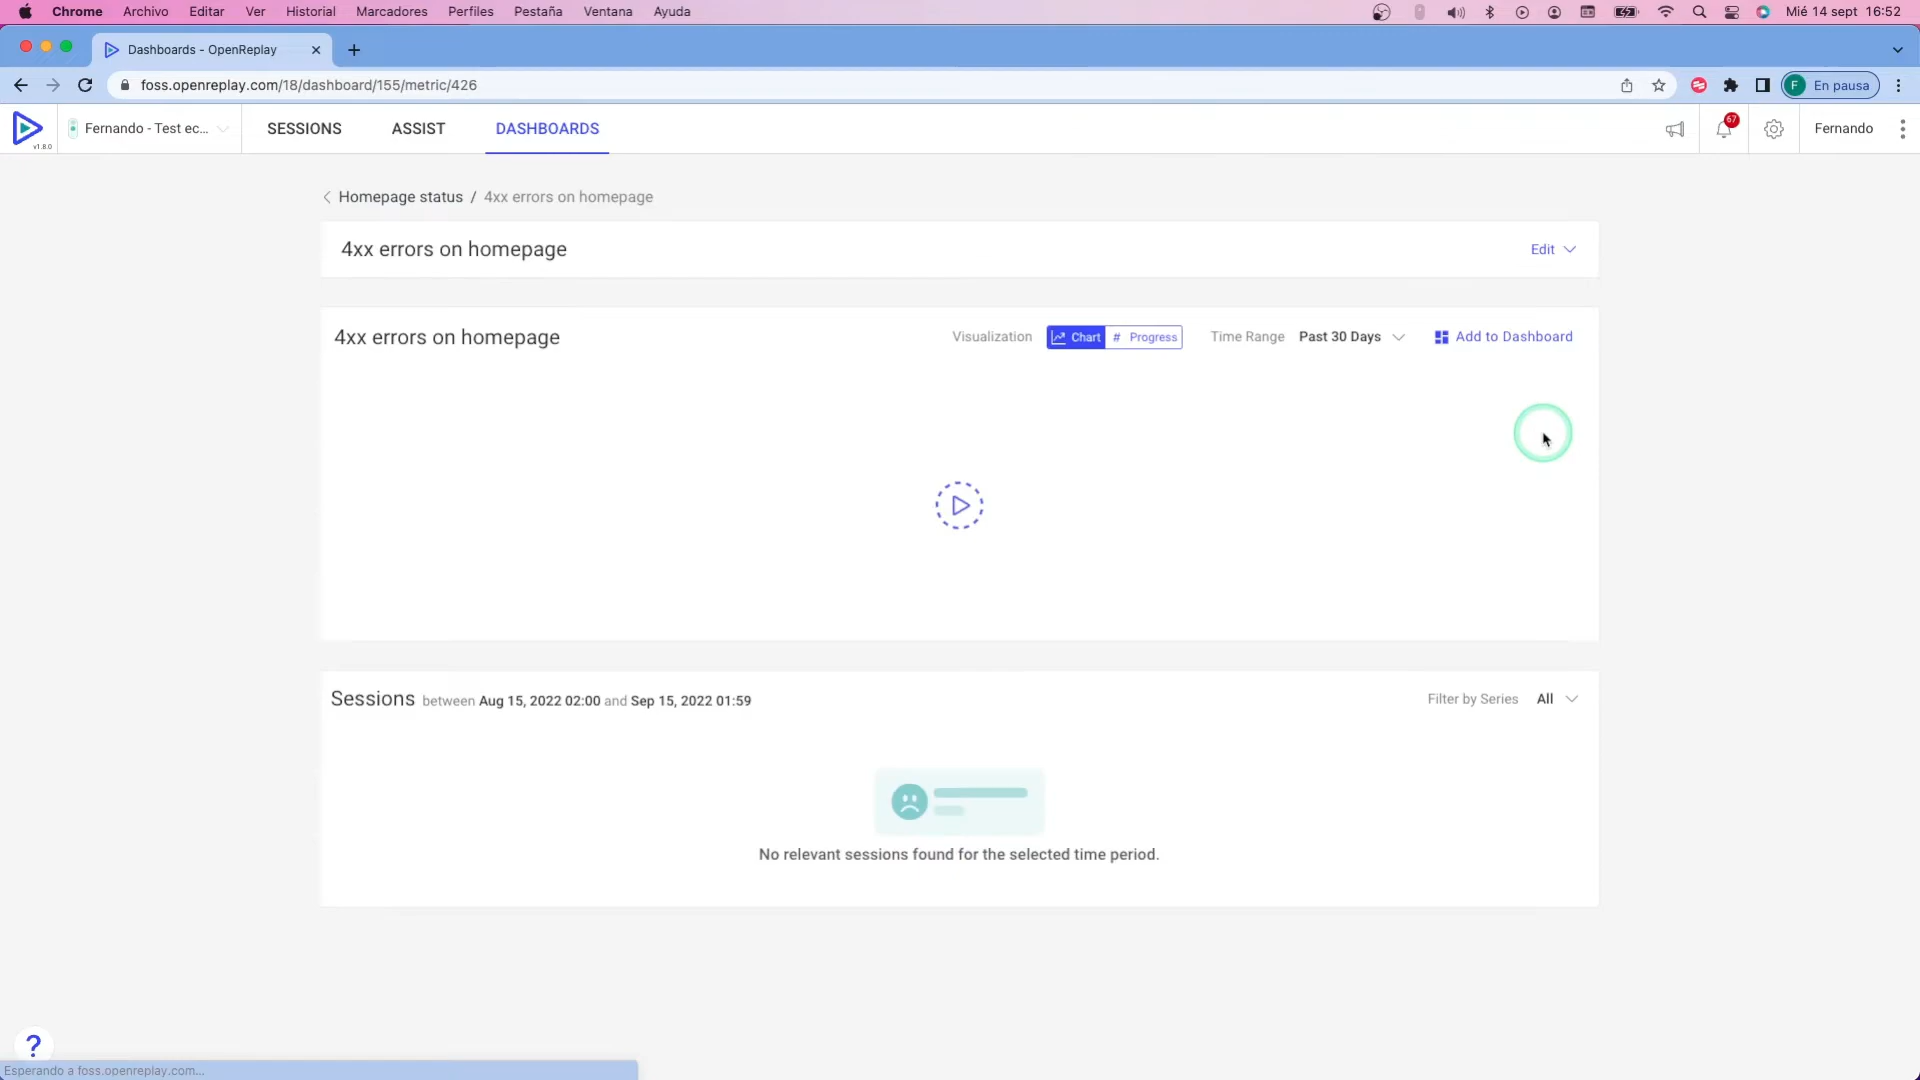 Chrome Archivo Editar Ver Historial Marcadores Perfiles Pestaña Ventana Ayuda Mié 14 sept 16:52
Dashboards - OpenReplay
foss.openreplay.com/18/dashboard/155/metric/426 F En pausa
v1.8.0 Fernando - Test ec... SESSIONS ASSIST DASHBOARDS 67 Fernando
Homepage status / 4xx errors on homepage
4xx errors on homepage Edit
4xx errors on homepage Visualization Chart # Progress Time Range Past 30 Days Add to Dashboard
Sessions between Aug 15, 2022 02:00 and Sep 15, 2022 01:59 Filter by Series All
No relevant sessions found for the selected time period.
?
Esperando a foss.openreplay.com...